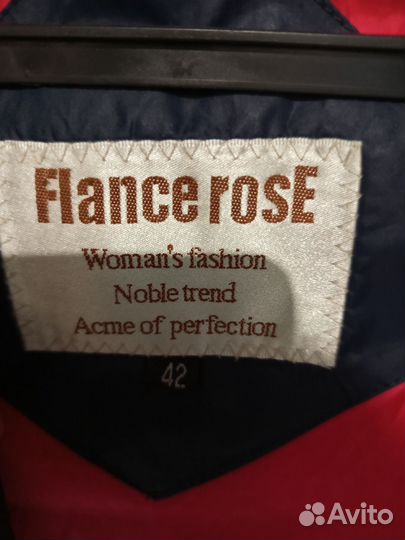 Flance rosE
Woman's fashion
Noble trend
Acme of perfection
42
Avito